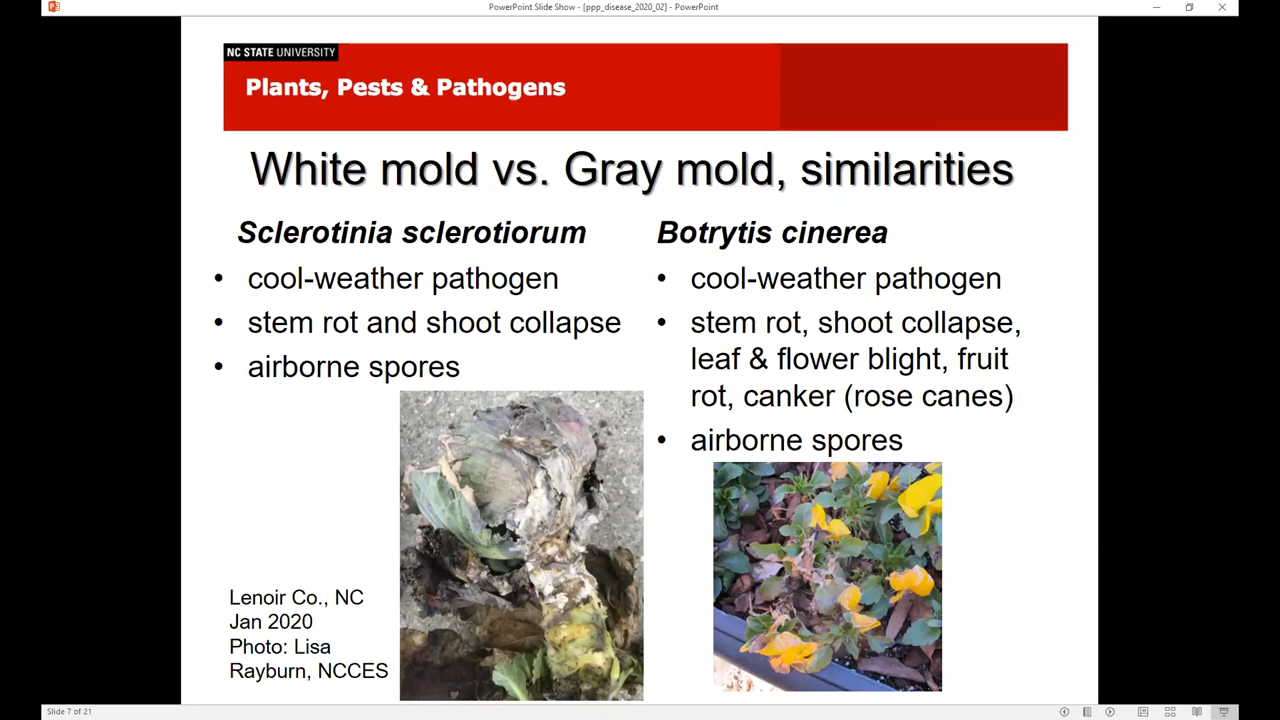 PowerPoint Slide Show - [ppp_disease_2020_02] - PowerPoint
NC STATE UNIVERSITY
Plants, Pests & Pathogens
White mold vs. Gray mold, similarities
Sclerotinia sclerotiorum
• cool-weather pathogen
• stem rot and shoot collapse
• airborne spores
Botrytis cinerea
• cool-weather pathogen
• stem rot, shoot collapse,
leaf & flower blight, fruit
rot, canker (rose canes)
• airborne spores
Lenoir Co., NC
Jan 2020
Photo: Lisa
Rayburn, NCCES
Slide 7 of 21